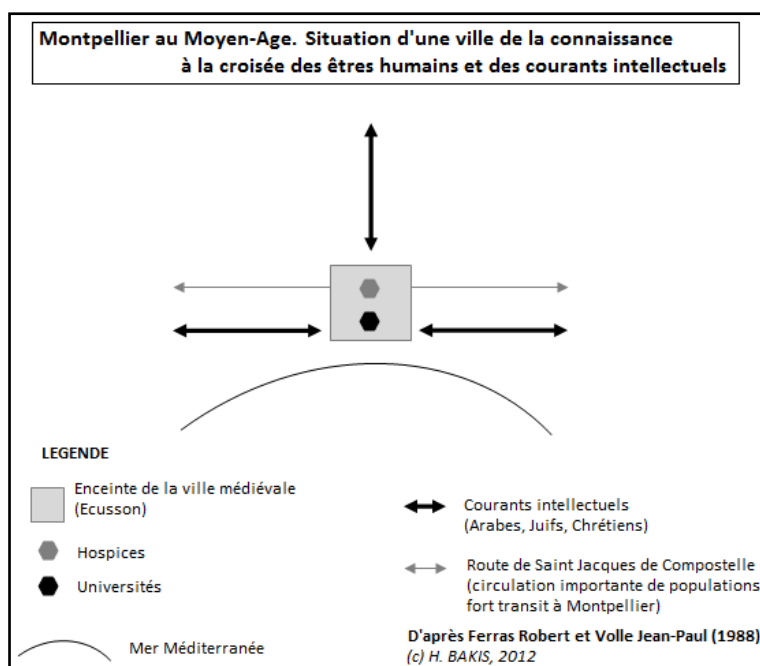 Montpellier au Moyen-Age. Situation d'une ville de la connaissance
à la croisée des êtres humains et des courants intellectuels
LEGENDE
Enceinte de la ville médiévale
(Ecusson)
Hospices
Universités
Mer Méditerranée
Courants intellectuels
(Arabes, Juifs, Chrétiens)
Route de Saint Jacques de Compostelle
(circulation importante de populations
fort transit à Montpellier)
D'après Ferras Robert et Volle Jean-Paul (1988)
(c) H. BAKIS, 2012